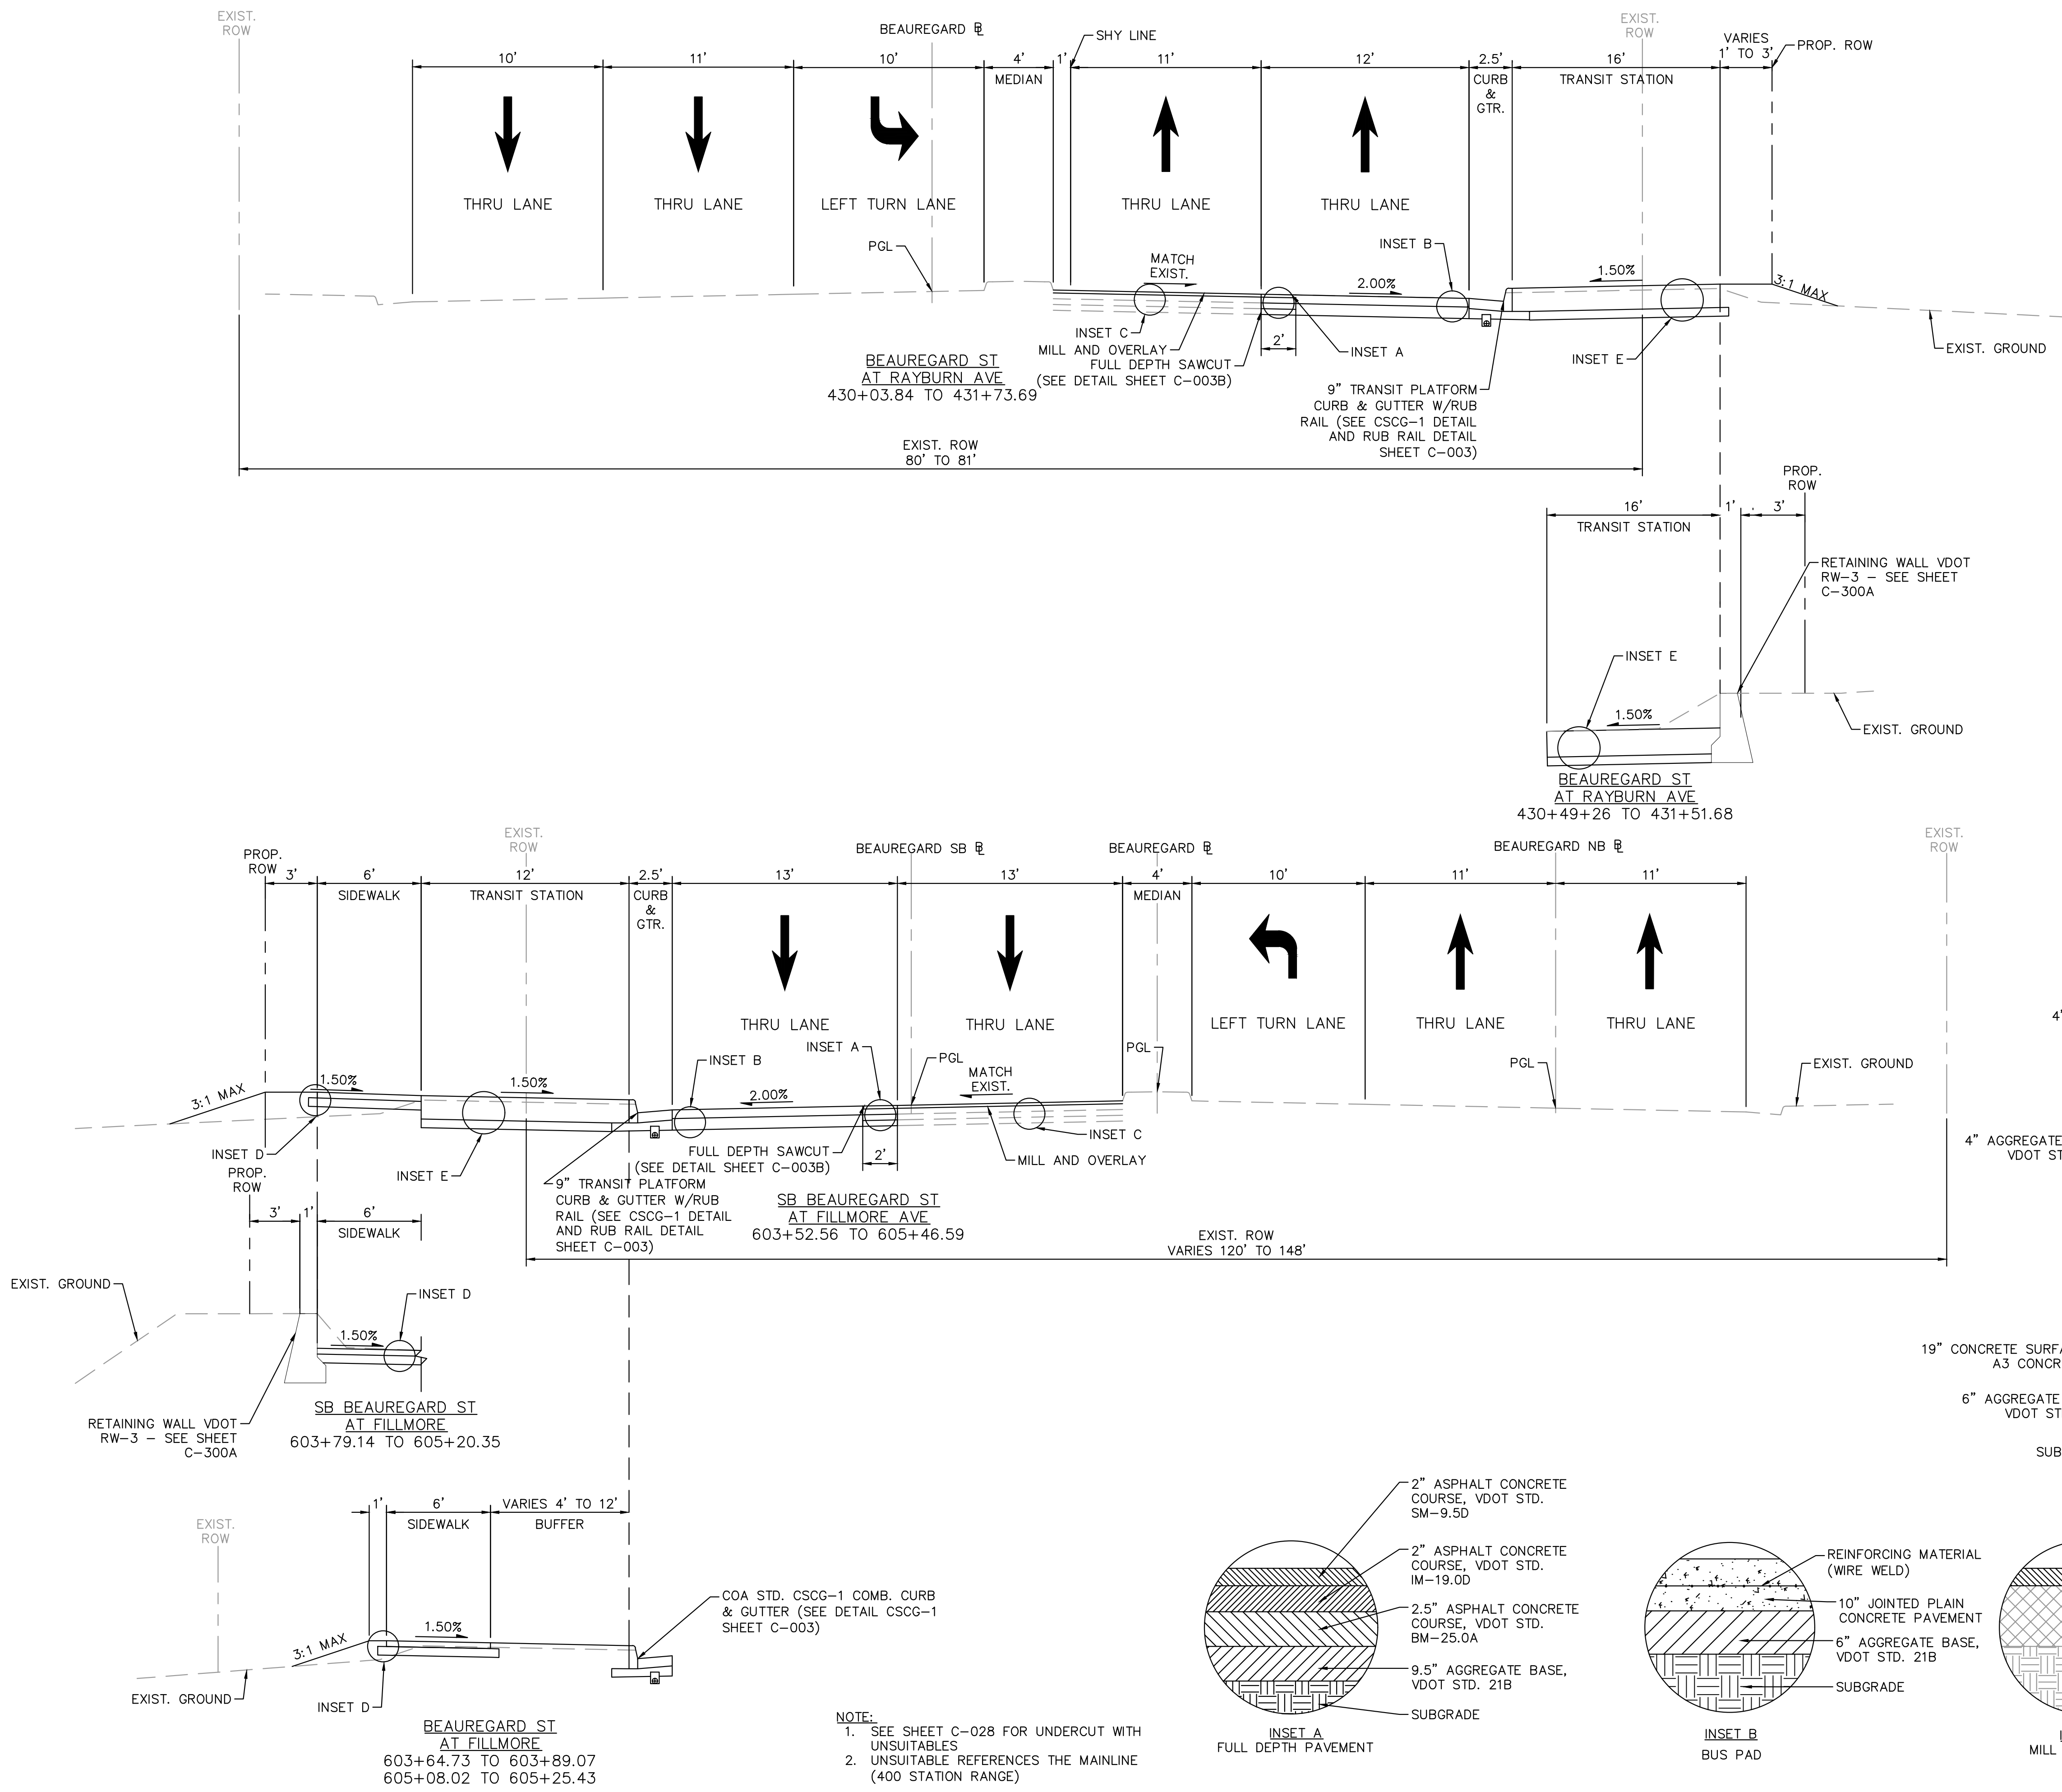 EXIST.
ROW
BEAUREGARD ⅊
SHY LINE
EXIST.
ROW
VARIES
1' TO 3'
PROP. ROW
10'
11'
10'
4'
1'
11'
12'
2.5'
16'
MEDIAN
CURB
&
GTR.
TRANSIT STATION
THRU LANE
THRU LANE
LEFT TURN LANE
THRU LANE
THRU LANE
PGL
MATCH
EXIST.
INSET B
2.00%
1.50%
3:1 MAX
INSET C
MILL AND OVERLAY
FULL DEPTH SAWCUT
(SEE DETAIL SHEET C-003B)
2'
INSET A
INSET E
EXIST. GROUND
BEAUREGARD ST
AT RAYBURN AVE
430+03.84 TO 431+73.69
9" TRANSIT PLATFORM
CURB & GUTTER W/RUB
RAIL (SEE CSCG-1 DETAIL
AND RUB RAIL DETAIL
SHEET C-003)
EXIST. ROW
80' TO 81'
PROP.
ROW
16'
1'
3'
TRANSIT STATION
RETAINING WALL VDOT
RW-3 - SEE SHEET
C-300A
INSET E
1.50%
EXIST. GROUND
BEAUREGARD ST
AT RAYBURN AVE
430+49+26 TO 431+51.68
PROP.
ROW
EXIST.
ROW
BEAUREGARD SB ⅊
BEAUREGARD ⅊
BEAUREGARD NB ⅊
EXIST.
ROW
3'
6'
12'
2.5'
13'
13'
4'
10'
11'
11'
SIDEWALK
TRANSIT STATION
CURB
&
GTR.
MEDIAN
THRU LANE
THRU LANE
LEFT TURN LANE
THRU LANE
THRU LANE
4'
INSET B
INSET A
PGL
PGL
PGL
EXIST. GROUND
3:1 MAX
1.50%
1.50%
2.00%
MATCH
EXIST.
INSET C
MILL AND OVERLAY
INSET D
INSET E
FULL DEPTH SAWCUT
(SEE DETAIL SHEET C-003B)
2'
4" AGGREGATE
VDOT ST
9" TRANSIT PLATFORM
CURB & GUTTER W/RUB
RAIL (SEE CSCG-1 DETAIL
AND RUB RAIL DETAIL
SHEET C-003)
SB BEAUREGARD ST
AT FILLMORE AVE
603+52.56 TO 605+46.59
EXIST. ROW
VARIES 120' TO 148'
PROP.
ROW
3'
1'
6'
SIDEWALK
EXIST. GROUND
INSET D
1.50%
RETAINING WALL VDOT
RW-3 - SEE SHEET
C-300A
SB BEAUREGARD ST
AT FILLMORE
603+79.14 TO 605+20.35
19" CONCRETE SURFA
A3 CONCR
6" AGGREGATE
VDOT ST
SUB
EXIST.
ROW
1'
6'
VARIES 4' TO 12'
SIDEWALK
BUFFER
3:1 MAX
1.50%
COA STD. CSCG-1 COMB. CURB
& GUTTER (SEE DETAIL CSCG-1
SHEET C-003)
EXIST. GROUND
INSET D
BEAUREGARD ST
AT FILLMORE
603+64.73 TO 603+89.07
605+08.02 TO 605+25.43
NOTE:
1. SEE SHEET C-028 FOR UNDERCUT WITH
UNSUITABLES
2. UNSUITABLE REFERENCES THE MAINLINE
(400 STATION RANGE)
2" ASPHALT CONCRETE
COURSE, VDOT STD.
SM-9.5D
2" ASPHALT CONCRETE
COURSE, VDOT STD.
IM-19.0D
2.5" ASPHALT CONCRETE
COURSE, VDOT STD.
BM-25.0A
9.5" AGGREGATE BASE,
VDOT STD. 21B
SUBGRADE
INSET A
FULL DEPTH PAVEMENT
REINFORCING MATERIAL
(WIRE WELD)
10" JOINTED PLAIN
CONCRETE PAVEMENT
6" AGGREGATE BASE,
VDOT STD. 21B
SUBGRADE
INSET B
BUS PAD
MILL